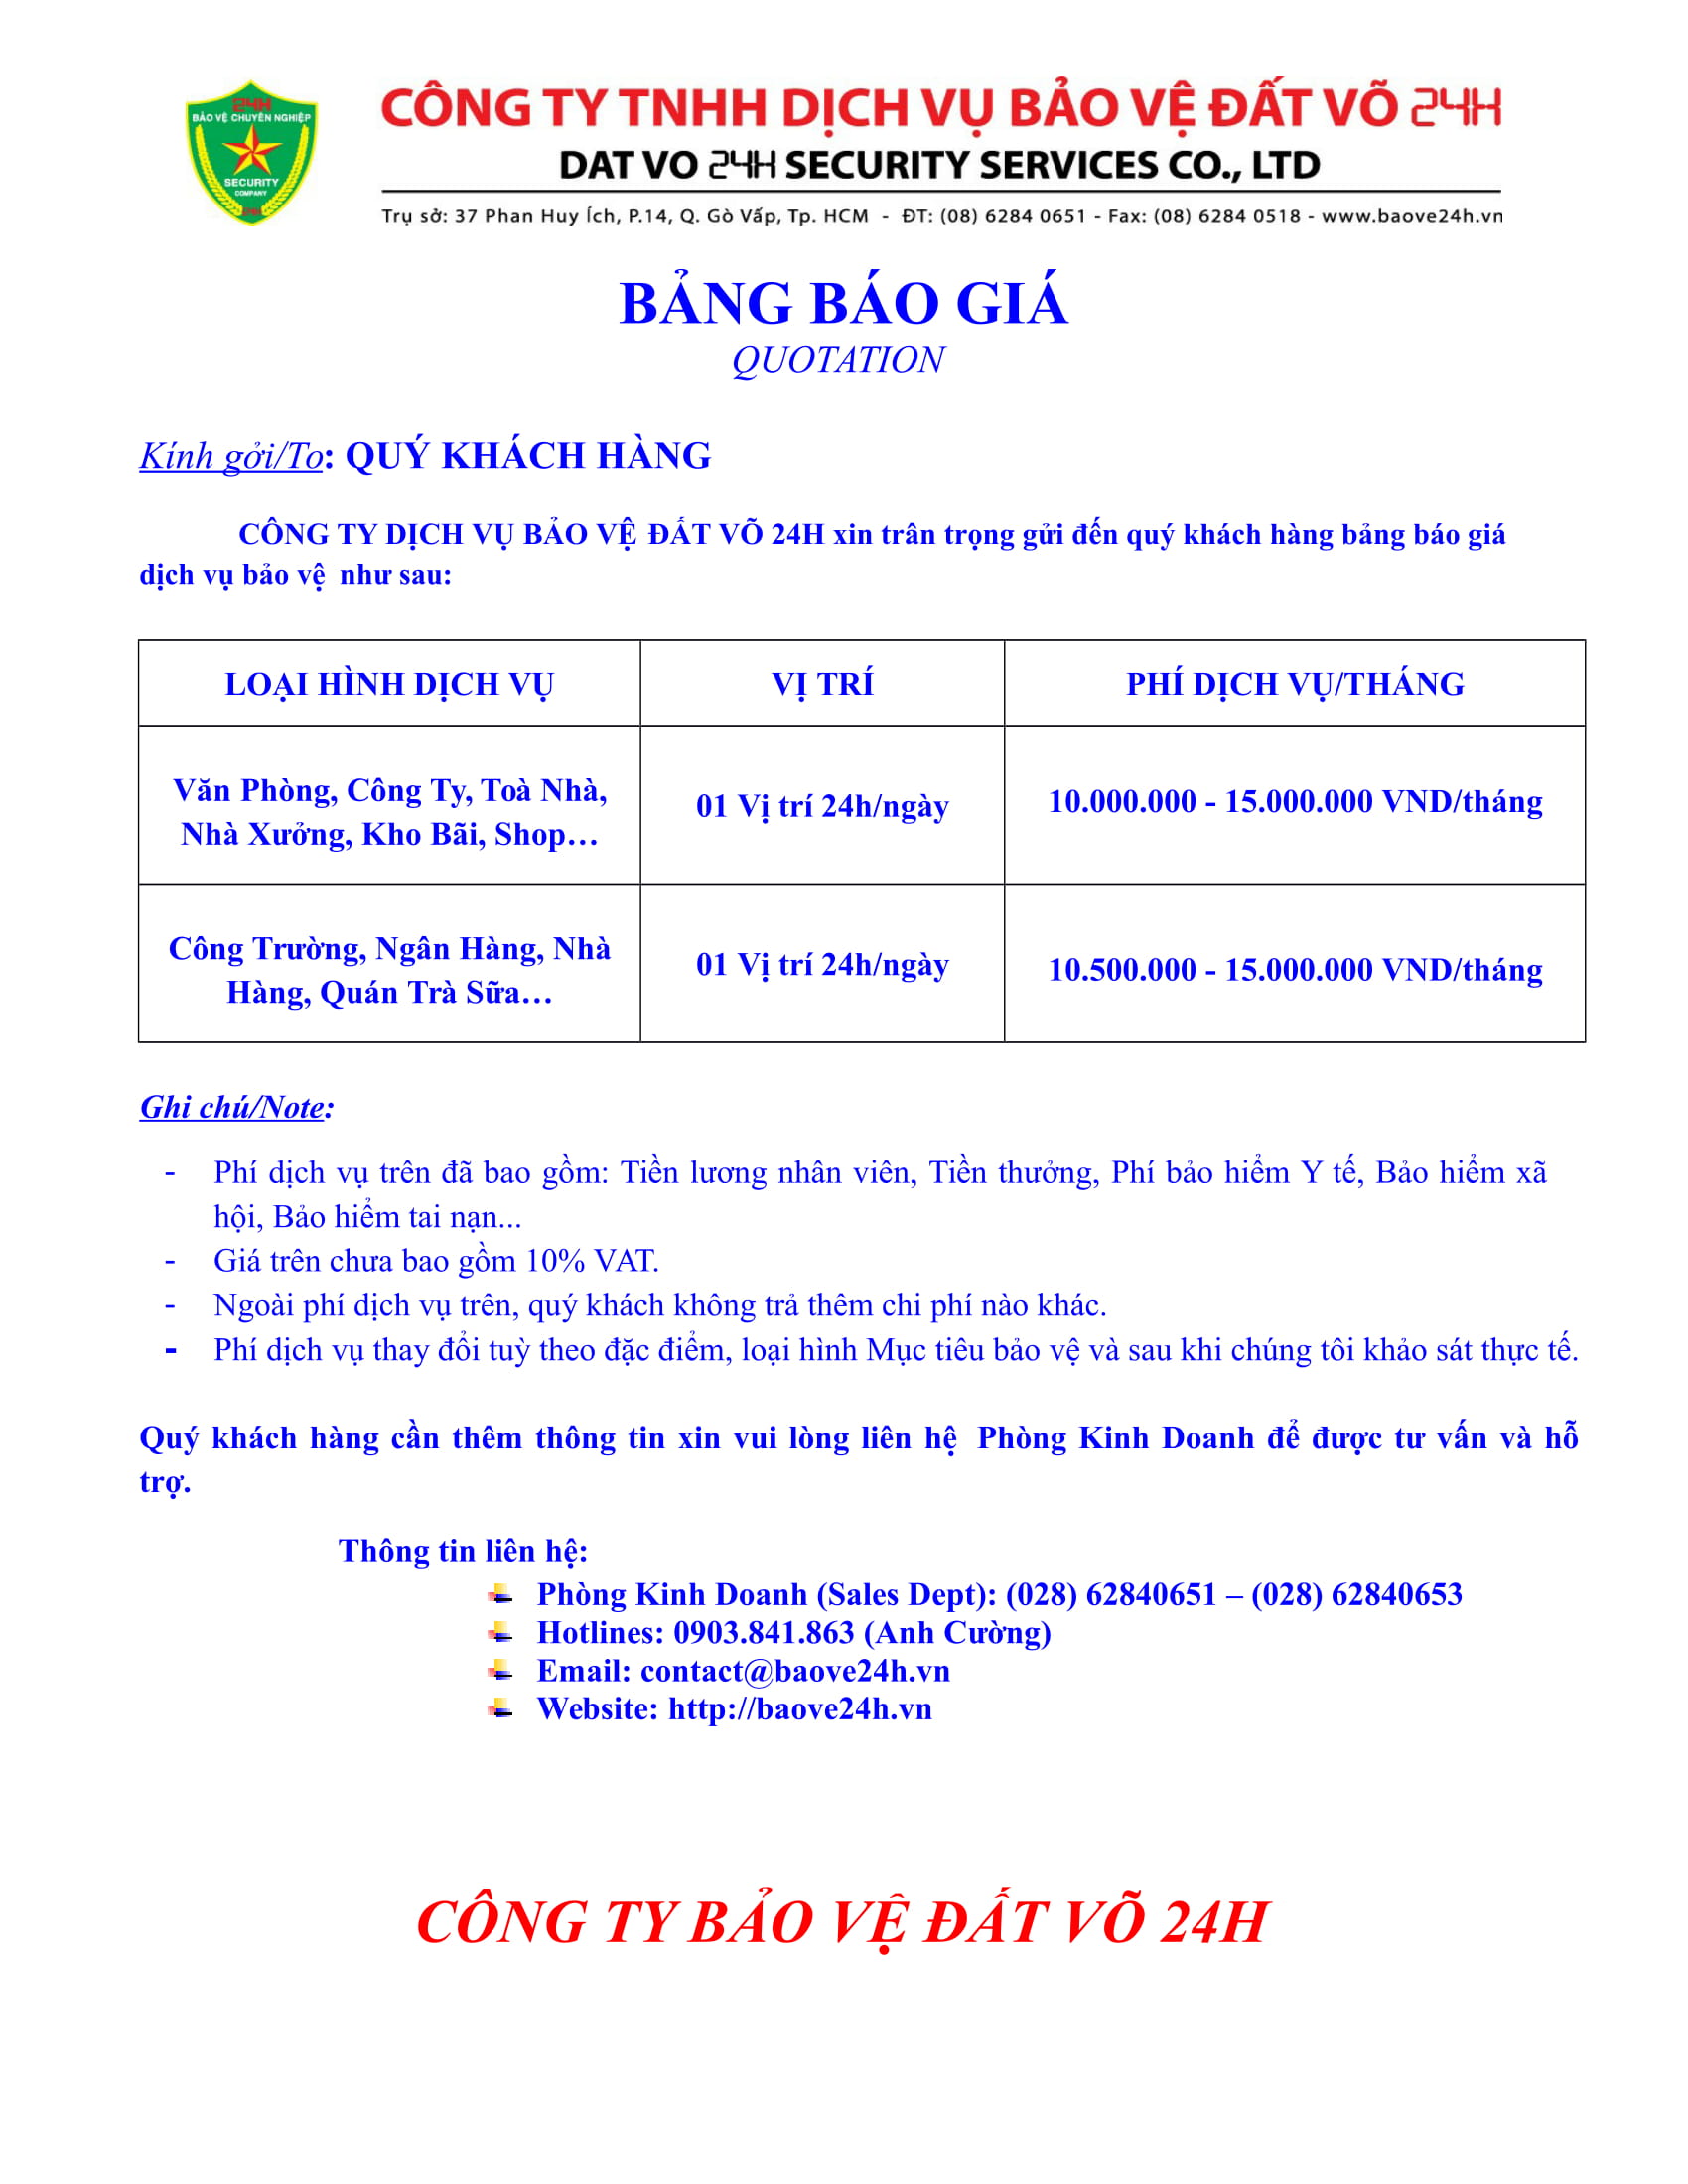 24H
BẢO VỆ CHUYÊN NGHIỆP
SECURITY
COMPANY
CÔNG TY TNHH DỊCH VỤ BẢO VỆ ĐẤT VÕ 24H
DAT VO 24H SECURITY SERVICES CO., LTD
Trụ sở: 37 Phan Huy Ích, P.14, Q. Gò Vấp, Tp. HCM - ĐT: (08) 6284 0651 - Fax: (08) 6284 0518 - www.baove24h.vn
BẢNG BÁO GIÁ
QUOTATION
Kính gởi/To: QUÝ KHÁCH HÀNG
CÔNG TY DỊCH VỤ BẢO VỆ ĐẤT VÕ 24H xin trân trọng gửi đến quý khách hàng bảng báo giá
dịch vụ bảo vệ như sau:
LOẠI HÌNH DỊCH VỤ
VỊ TRÍ
PHÍ DỊCH VỤ/THÁNG
Văn Phòng, Công Ty, Toà Nhà,
Nhà Xưởng, Kho Bãi, Shop…
01 Vị trí 24h/ngày
10.000.000 - 15.000.000 VND/tháng
Công Trường, Ngân Hàng, Nhà
Hàng, Quán Trà Sữa…
01 Vị trí 24h/ngày
10.500.000 - 15.000.000 VND/tháng
Ghi chú/Note:
- Phí dịch vụ trên đã bao gồm: Tiền lương nhân viên, Tiền thưởng, Phí bảo hiểm Y tế, Bảo hiểm xã
hội, Bảo hiểm tai nạn...
- Giá trên chưa bao gồm 10% VAT.
- Ngoài phí dịch vụ trên, quý khách không trả thêm chi phí nào khác.
- Phí dịch vụ thay đổi tuỳ theo đặc điểm, loại hình Mục tiêu bảo vệ và sau khi chúng tôi khảo sát thực tế.
Quý khách hàng cần thêm thông tin xin vui lòng liên hệ Phòng Kinh Doanh để được tư vấn và hỗ
trợ.
Thông tin liên hệ:
Phòng Kinh Doanh (Sales Dept): (028) 62840651 – (028) 62840653
Hotlines: 0903.841.863 (Anh Cường)
Email: contact@baove24h.vn
Website: http://baove24h.vn
CÔNG TY BẢO VỆ ĐẤT VÕ 24H